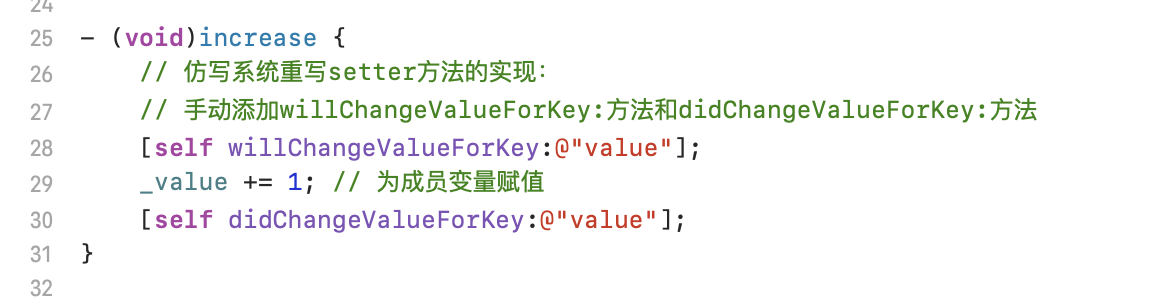 24
25 - (void)increase {
26 // 仿写系统重写setter方法的实现：
27 // 手动添加willChangeValueForKey:方法和didChangeValueForKey:方法
28 [self willChangeValueForKey:@"value"];
29 _value += 1; // 为成员变量赋值
30 [self didChangeValueForKey:@"value"];
31 }
32